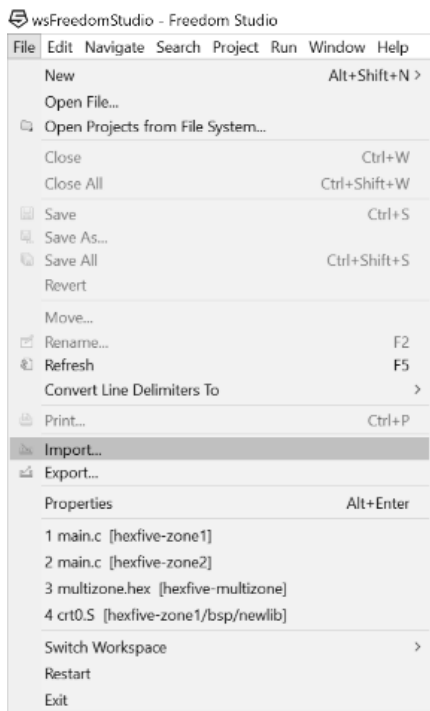 wsFreedomStudio - Freedom Studio
File Edit Navigate Search Project Run Window Help
New Alt+Shift+N >
Open File...
Open Projects from File System...
Close Ctrl+W
Close All Ctrl+Shift+W
Save Ctrl+S
Save As...
Save All Ctrl+Shift+S
Revert
Move...
Rename... F2
Refresh F5
Convert Line Delimiters To >
Print... Ctrl+P
Import...
Export...
Properties Alt+Enter
1 main.c [hexfive-zone1]
2 main.c [hexfive-zone2]
3 multizone.hex [hexfive-multizone]
4 crt0.S [hexfive-zone1/bsp/newlib]
Switch Workspace >
Restart
Exit